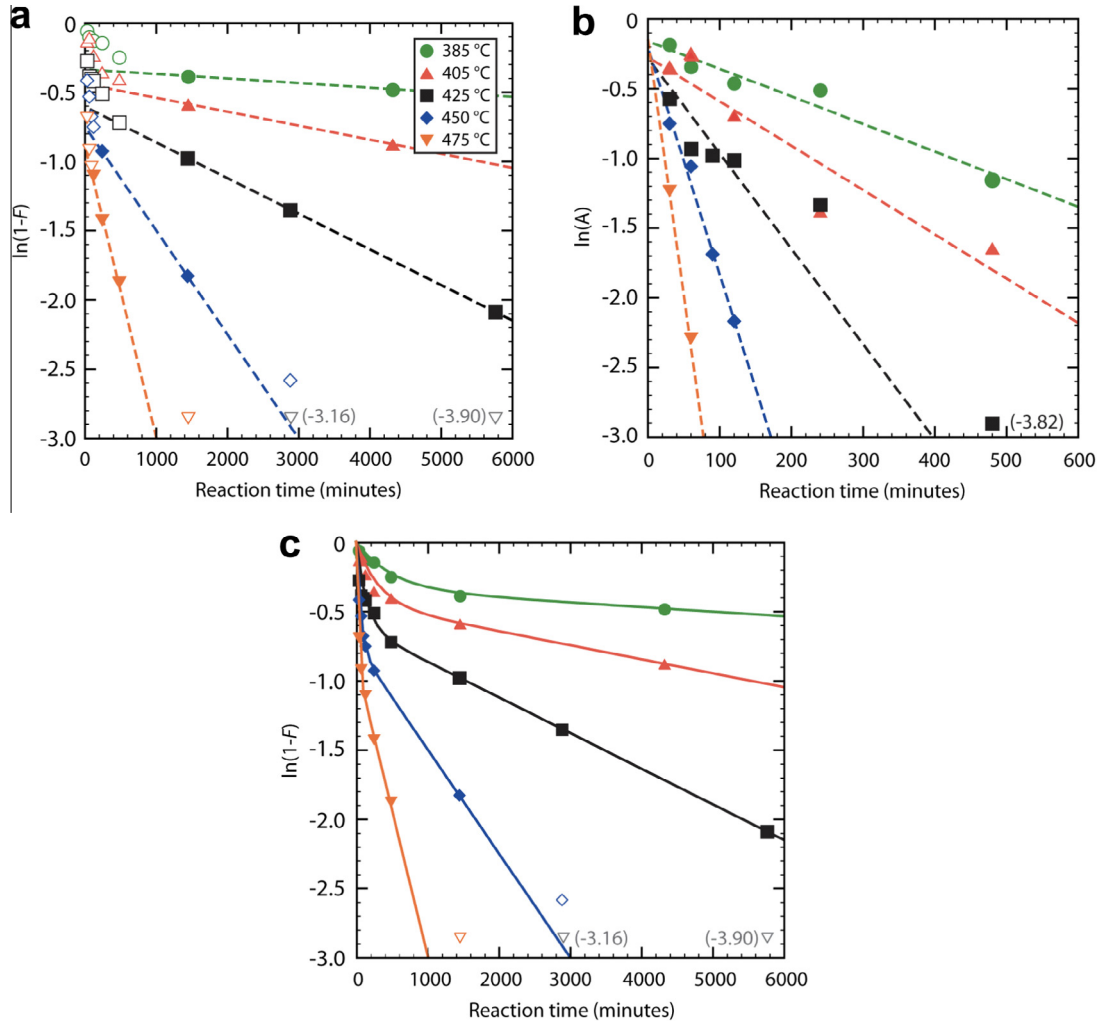 a
0
-0.5
-1.0
-1.5
-2.0
-2.5
-3.0
ln(1-F)
385 °C
405 °C
425 °C
450 °C
475 °C
(-3.16)
(-3.90)
0 1000 2000 3000 4000 5000 6000
Reaction time (minutes)
b
0
-0.5
-1.0
-1.5
-2.0
-2.5
-3.0
ln(A)
(-3.82)
0 100 200 300 400 500 600
Reaction time (minutes)
c
0
-0.5
-1.0
-1.5
-2.0
-2.5
-3.0
ln(1-F)
(-3.16)
(-3.90)
0 1000 2000 3000 4000 5000 6000
Reaction time (minutes)